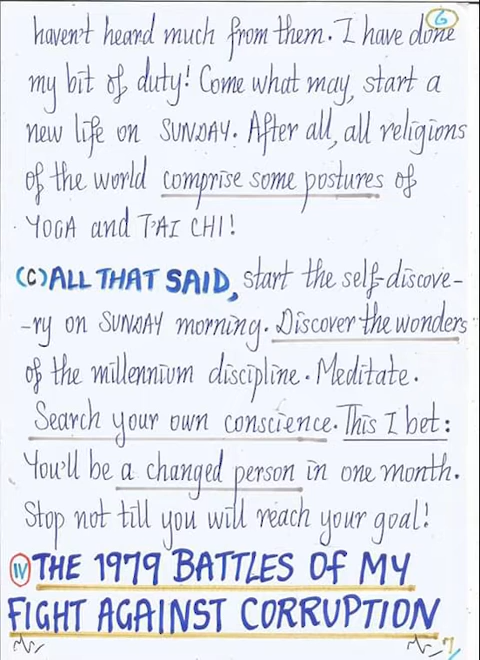 6
haven't heard much from them. I have done
my bit of duty! Come what may, start a
new life on SUNDAY. After all, all religions
of the world comprise some postures of
YOGA and T'AI CHI!
(C) ALL THAT SAID, start the self-discove-
-ry on SUNDAY morning. Discover the wonders
of the millennium discipline. Meditate.
Search your own conscience. This I bet:
You'll be a changed person in one month.
Stop not till you will reach your goal!
IV THE 1979 BATTLES OF MY
FIGHT AGAINST CORRUPTION
7